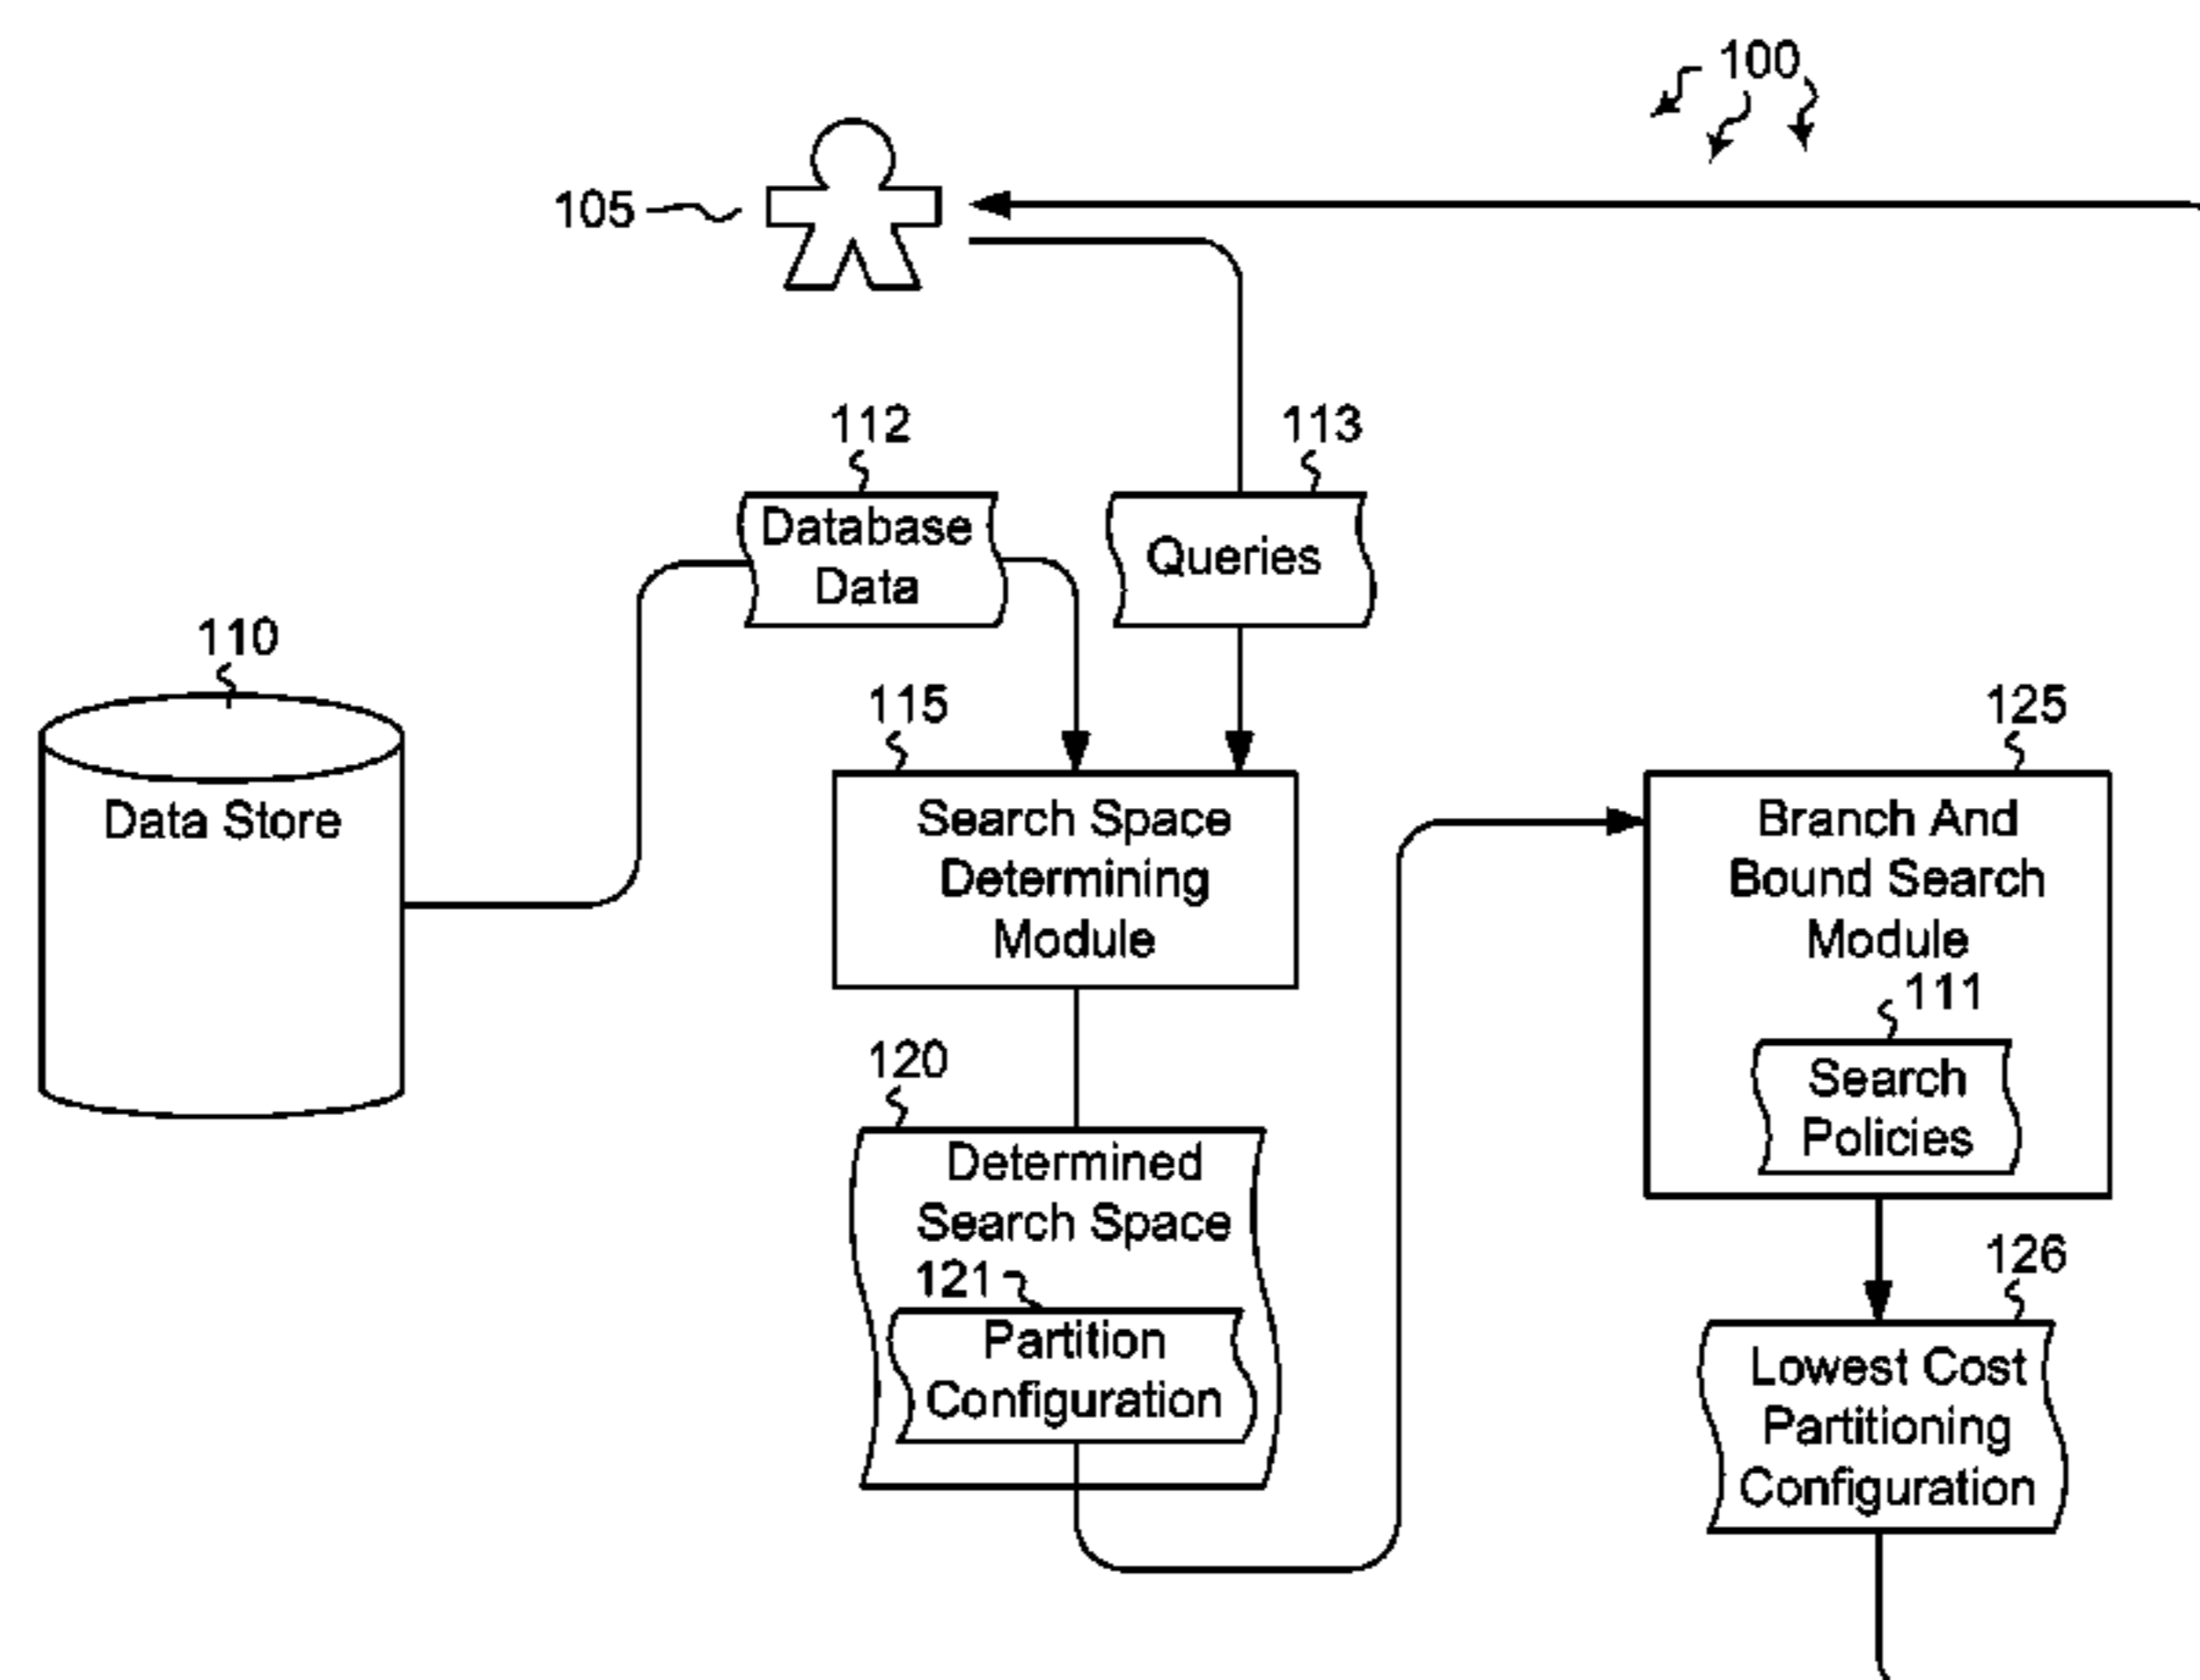 100
105
112
113
Database
Data
Queries
110
115
125
Data Store
Search Space
Determining
Module
Branch And
Bound Search
Module
111
Search
Policies
120
Determined
Search Space
121
Partition
Configuration
126
Lowest Cost
Partitioning
Configuration